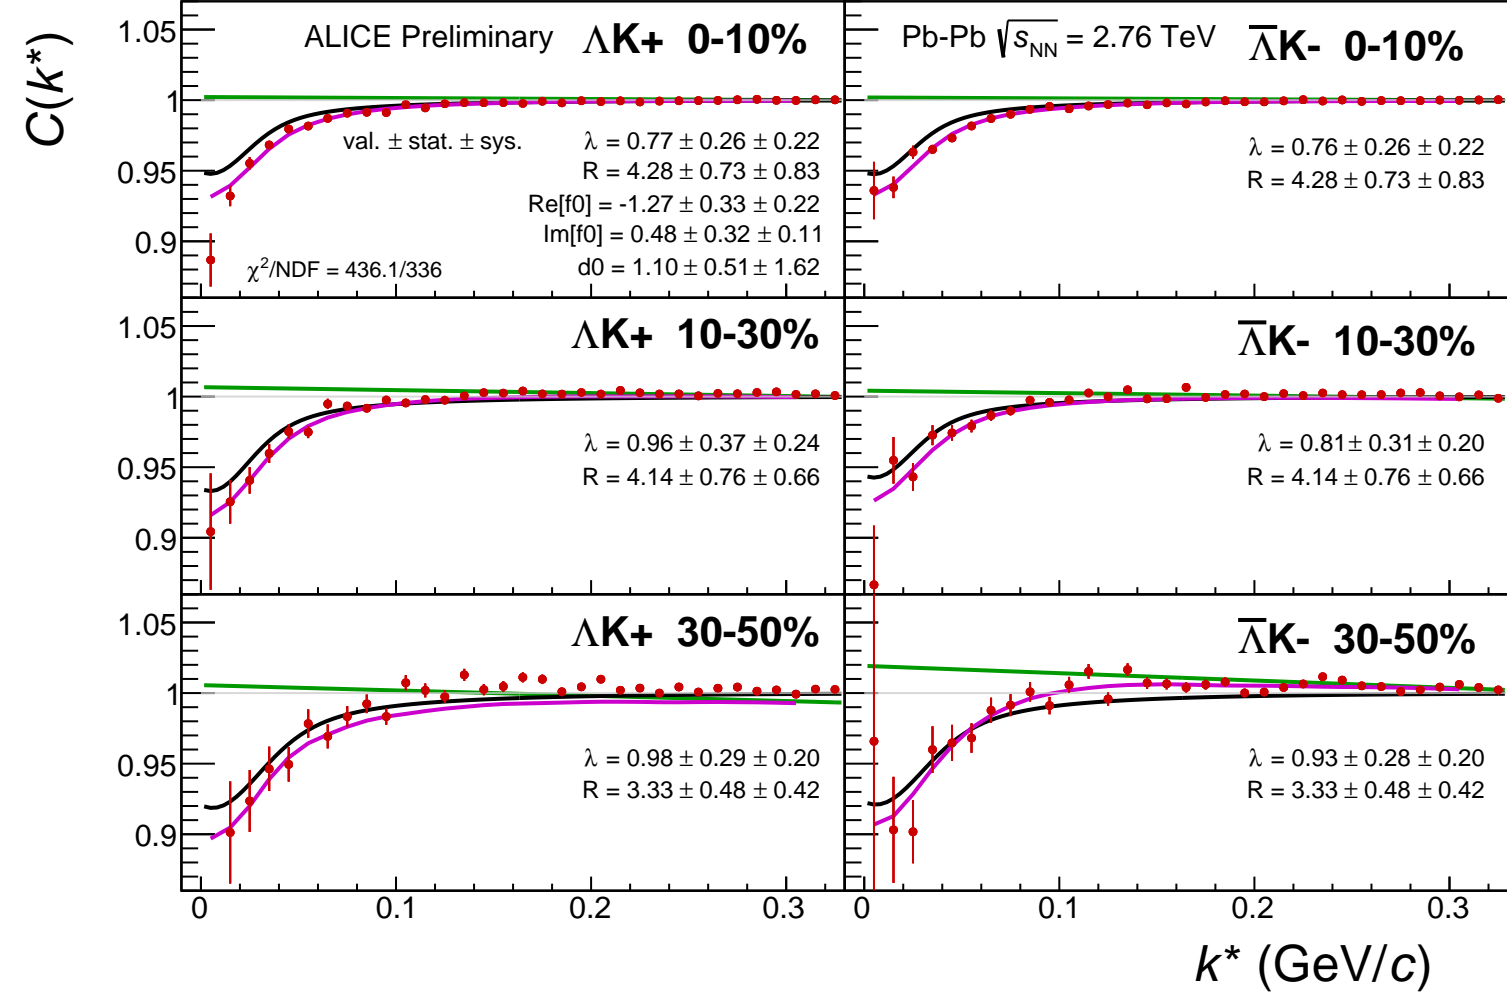 C(k*)
1.05
1
0.95
0.9
ALICE Preliminary ΛK+ 0-10%
val. ± stat. ± sys.
λ = 0.77 ± 0.26 ± 0.22
R = 4.28 ± 0.73 ± 0.83
Re[f0] = -1.27 ± 0.33 ± 0.22
Im[f0] = 0.48 ± 0.32 ± 0.11
χ²/NDF = 436.1/336
d0 = 1.10 ± 0.51 ± 1.62
Pb-Pb √s_NN = 2.76 TeV Λ̅K- 0-10%
λ = 0.76 ± 0.26 ± 0.22
R = 4.28 ± 0.73 ± 0.83
1.05
1
0.95
0.9
ΛK+ 10-30%
λ = 0.96 ± 0.37 ± 0.24
R = 4.14 ± 0.76 ± 0.66
Λ̅K- 10-30%
λ = 0.81 ± 0.31 ± 0.20
R = 4.14 ± 0.76 ± 0.66
1.05
1
0.95
0.9
ΛK+ 30-50%
λ = 0.98 ± 0.29 ± 0.20
R = 3.33 ± 0.48 ± 0.42
Λ̅K- 30-50%
λ = 0.93 ± 0.28 ± 0.20
R = 3.33 ± 0.48 ± 0.42
0 0.1 0.2 0.3
0 0.1 0.2 0.3
k* (GeV/c)